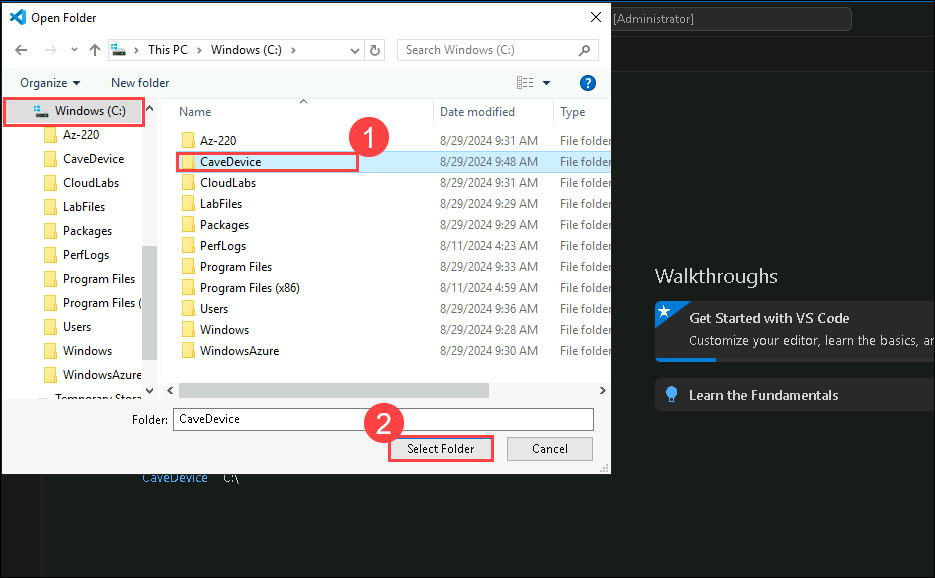 Open Folder
[Administrator]
This PC > Windows (C:) >
Search Windows (C:)
Organize
New folder
?
Windows (C:)
Az-220
CaveDevice
CloudLabs
LabFiles
Packages
PerfLogs
Program Files
Program Files (
Users
Windows
WindowsAzure
Name
Date modified
Type
Az-220 8/29/2024 9:31 AM File folder
1
CaveDevice 8/29/2024 9:48 AM File folder
CloudLabs 8/29/2024 9:31 AM File folder
LabFiles 8/29/2024 9:29 AM File folder
Packages 8/29/2024 9:29 AM File folder
PerfLogs 8/11/2024 4:23 AM File folder
Program Files 8/29/2024 9:33 AM File folder
Program Files (x86) 8/11/2024 4:59 AM File folder
Users 8/29/2024 9:36 AM File folder
Windows 8/29/2024 9:28 AM File folder
WindowsAzure 8/29/2024 9:30 AM File folder
Folder: CaveDevice
2
Select Folder
Cancel
CaveDevice C:\
Walkthroughs
Get Started with VS Code
Customize your editor, learn the basics, an
Learn the Fundamentals